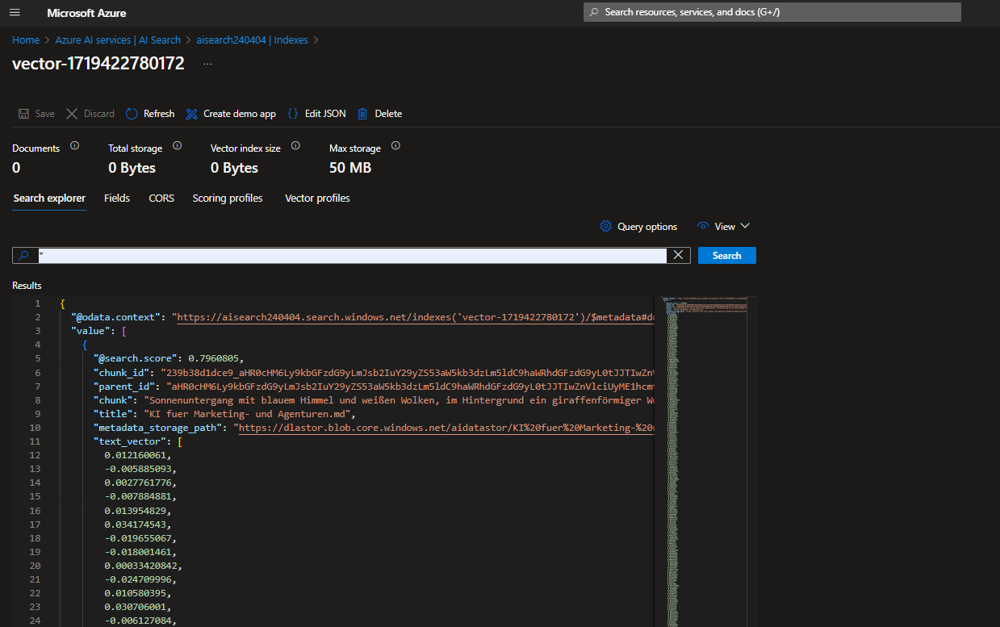 Microsoft Azure
Search resources, services, and docs (G+/)
Home > Azure AI services | AI Search > aisearch240404 | Indexes >
vector-1719422780172 ...
Save Discard Refresh Create demo app {} Edit JSON Delete
Documents Total storage Vector index size Max storage
0 0 Bytes 0 Bytes 50 MB
Search explorer Fields CORS Scoring profiles Vector profiles
Query options View
* Search
Results
1 {
2 "@odata.context": "https://aisearch240404.search.windows.net/indexes('vector-1719422780172')/$metadata#do
3 "value": [
4 {
5 "@search.score": 0.7960805,
6 "chunk_id": "239b38d1dce9_aHR0cHM6Ly9kbGFzdG9yLmJsb2IuY29yZS53aW5kb3dzLm5ldC9haWRhdGFzdG9yL0tJJTIwZnV
7 "parent_id": "aHR0cHM6Ly9kbGFzdG9yLmJsb2IuY29yZS53aW5kb3dzLm5ldC9haWRhdGFzdG9yL0tJJTIwZnVlciUyME1hcmt
8 "chunk": "Sonnenuntergang mit blauem Himmel und weißen Wolken, im Hintergrund ein giraffenförmiger Wo
9 "title": "KI fuer Marketing- und Agenturen.md",
10 "metadata_storage_path": "https://dlastor.blob.core.windows.net/aidatastor/KI%20fuer%20Marketing-%20u
11 "text_vector": [
12 0.012160061,
13 -0.005885093,
14 0.0027761776,
15 -0.007884881,
16 0.013954829,
17 0.034174543,
18 -0.019655067,
19 -0.018001461,
20 0.00033420842,
21 -0.024709996,
22 0.010580395,
23 0.030706001,
24 -0.006127084,